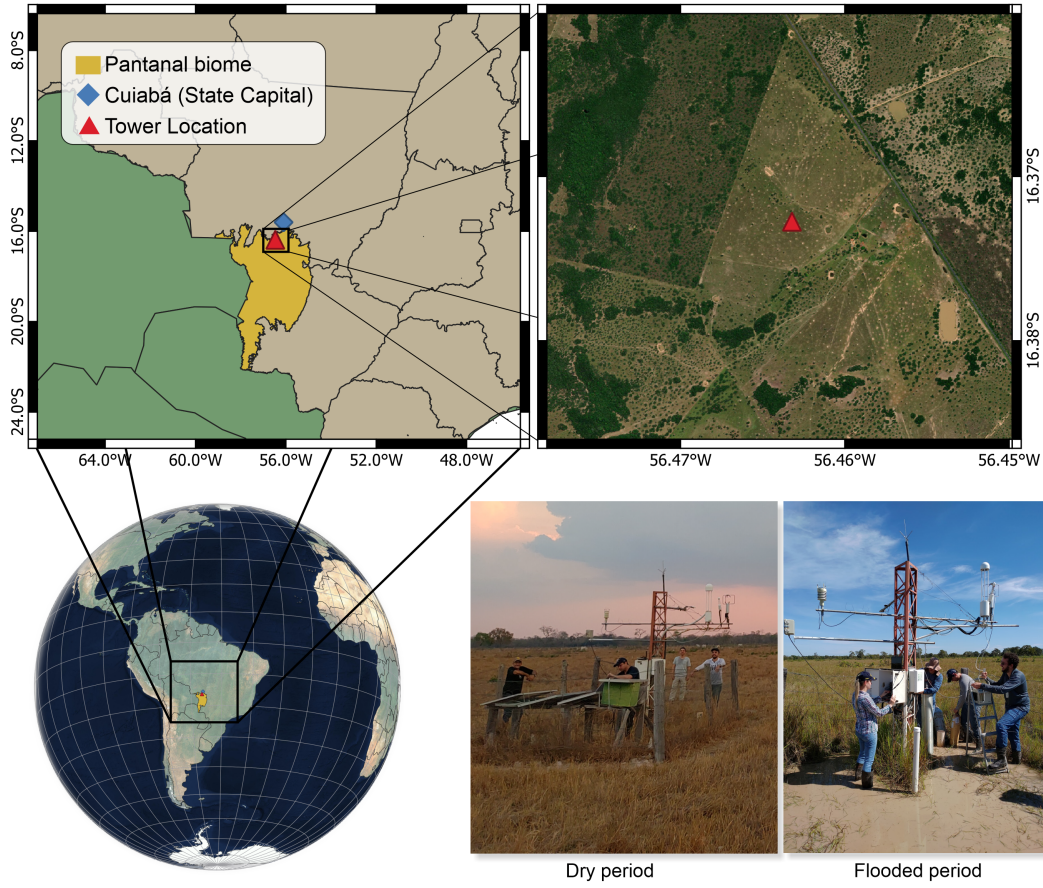 Pantanal biome
Cuiabá (State Capital)
Tower Location
8.0°S
12.0°S
16.0°S
20.0°S
24.0°S
64.0°W
60.0°W
56.0°W
52.0°W
48.0°W
16.37°S
16.38°S
56.47°W
56.46°W
56.45°W
Dry period
Flooded period